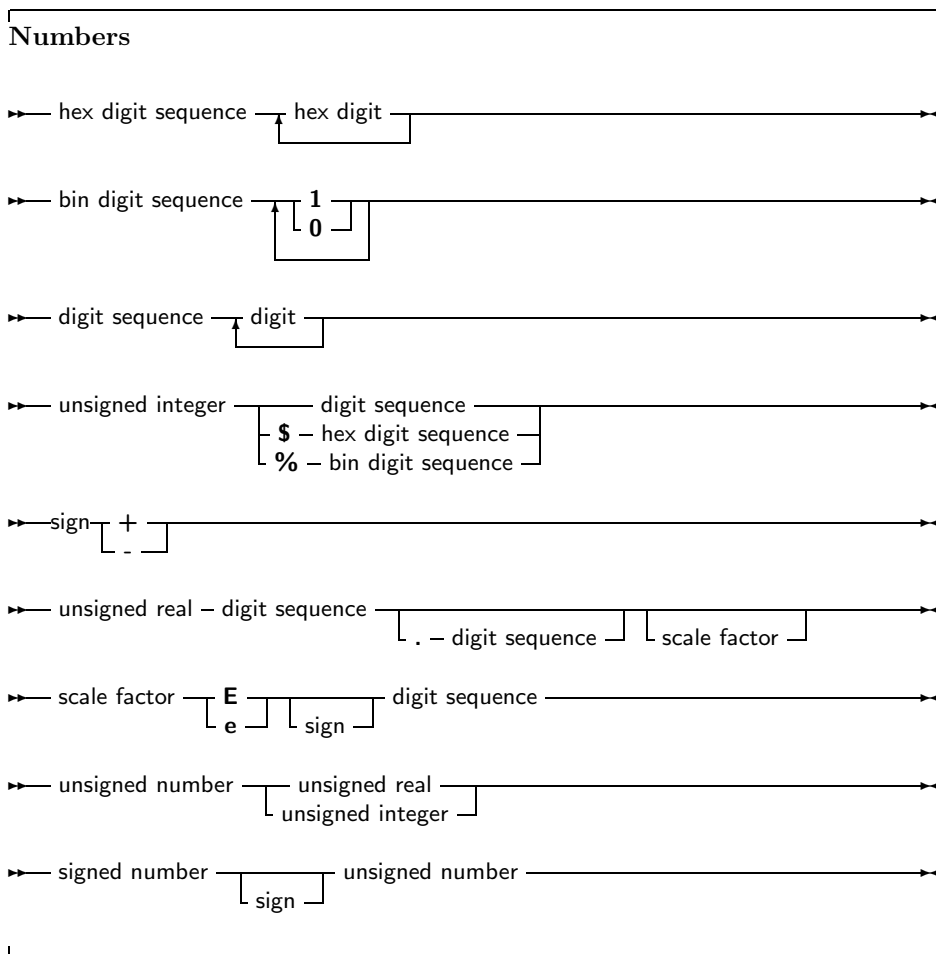 Numbers
hex digit sequence hex digit
bin digit sequence 1
0
digit sequence digit
unsigned integer digit sequence
$ hex digit sequence
% bin digit sequence
sign +
-
unsigned real digit sequence
. digit sequence scale factor
scale factor E digit sequence
e sign
unsigned number unsigned real
unsigned integer
signed number unsigned number
sign